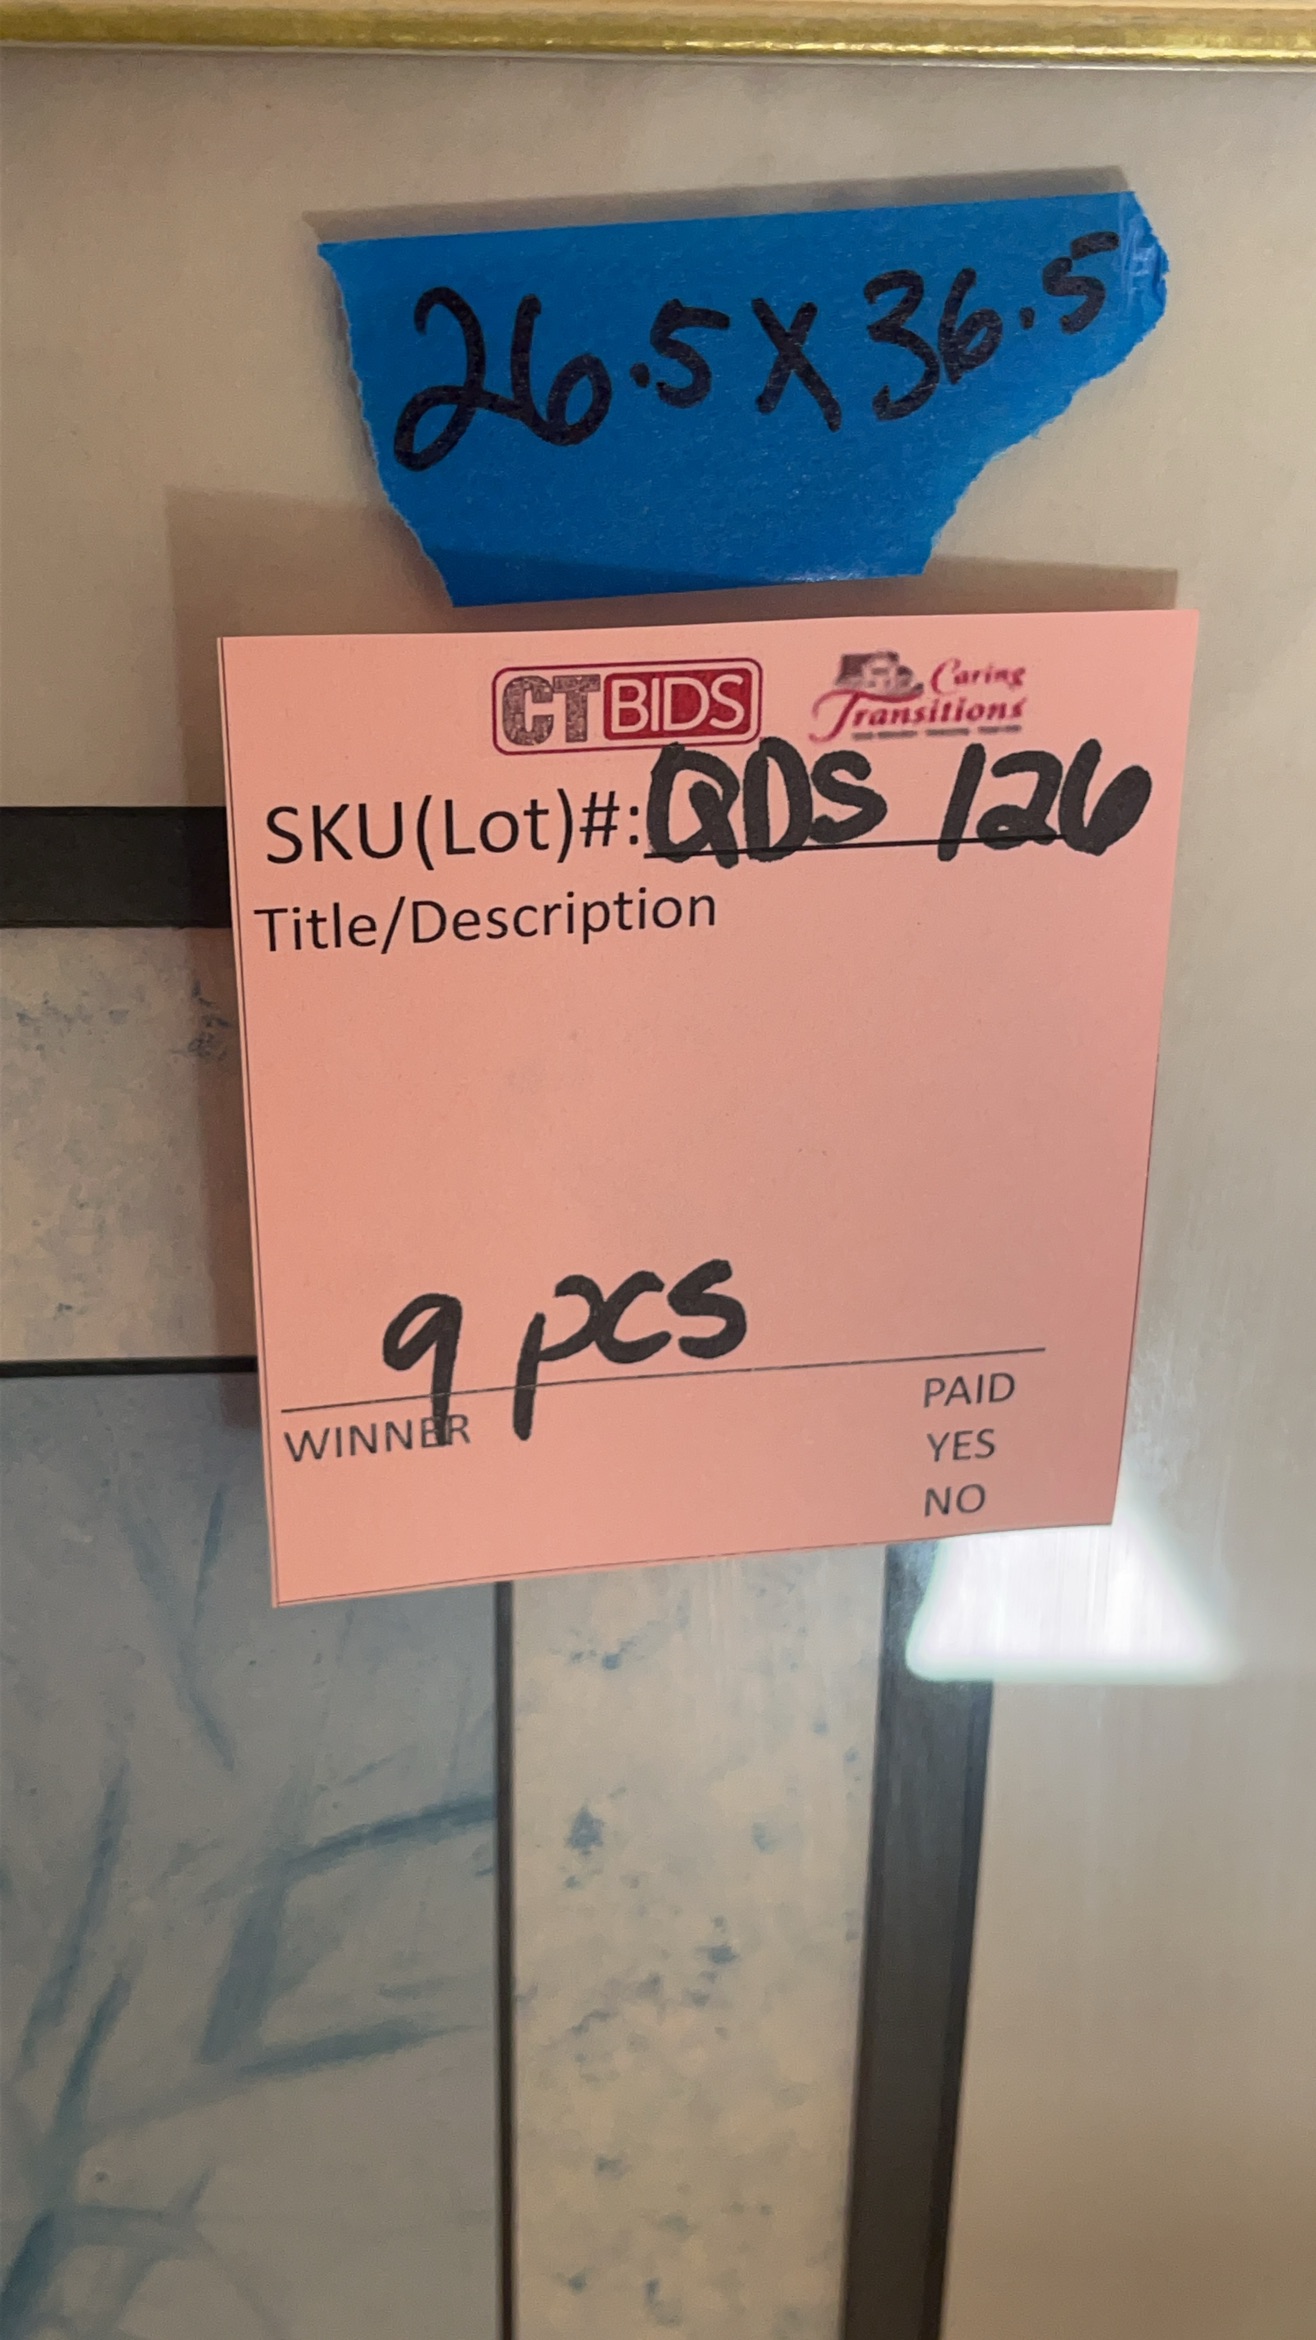 26.5 X 36.5
CTBIDS
Caring
Transitions
SKU(Lot)#: QDS 126
Title/Description
9 pcs
WINNER
PAID
YES
NO